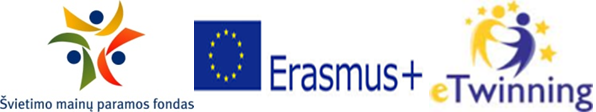 Švietimo mainų paramos fondas
Erasmus+
eTwinning